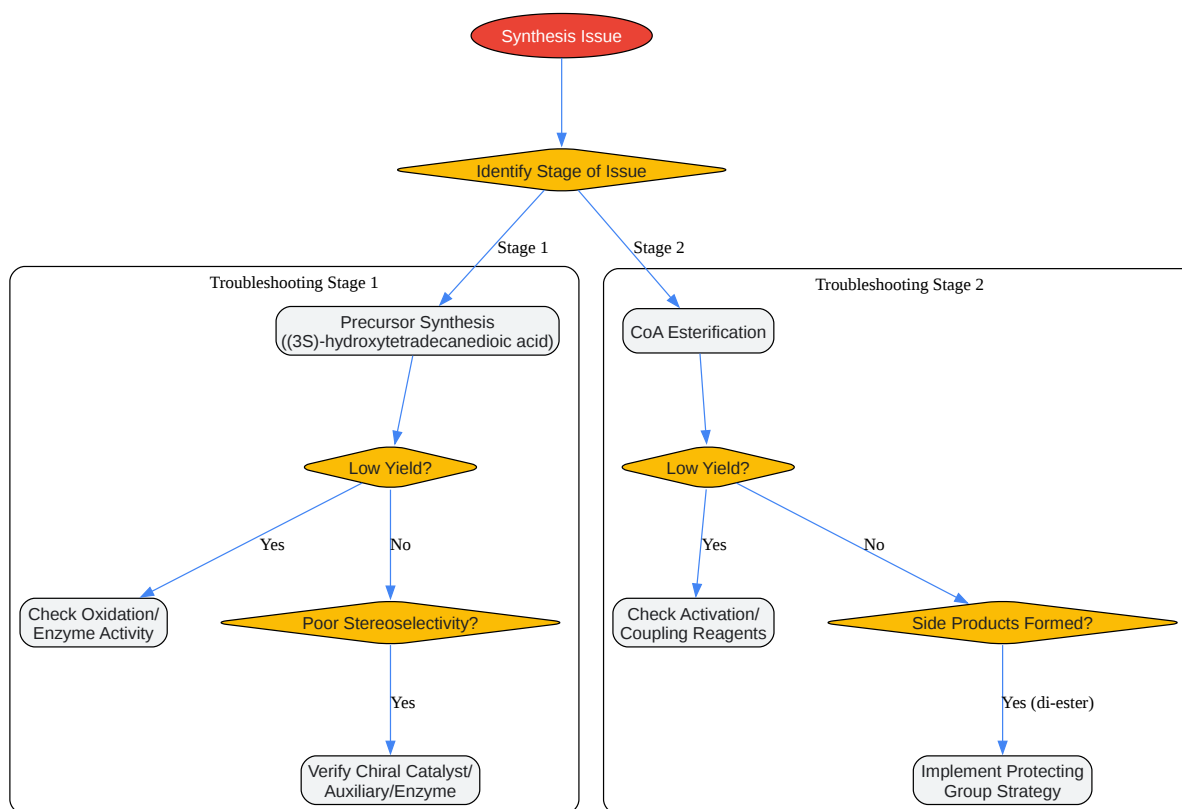 Synthesis Issue
Identify Stage of Issue
Stage 1
Stage 2
Troubleshooting Stage 1
Precursor Synthesis
((3S)-hydroxytetradecanedioic acid)
Low Yield?
Yes
No
Check Oxidation/
Enzyme Activity
Poor Stereoselectivity?
Yes
Verify Chiral Catalyst/
Auxiliary/Enzyme
Troubleshooting Stage 2
CoA Esterification
Low Yield?
Yes
No
Check Activation/
Coupling Reagents
Side Products Formed?
Yes (di-ester)
Implement Protecting
Group Strategy